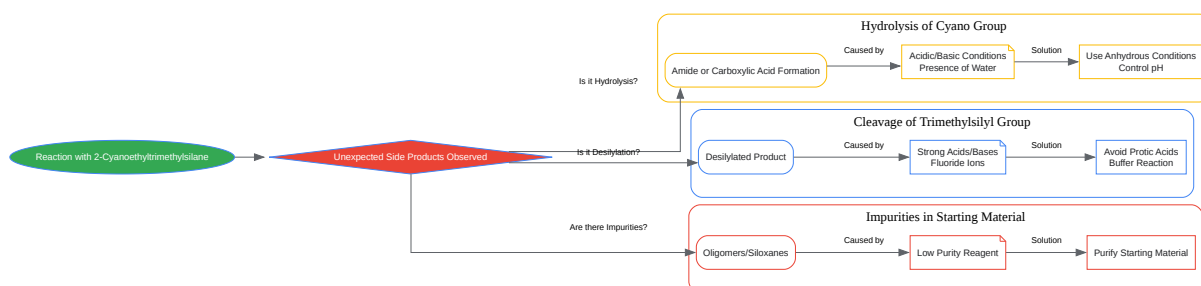 Hydrolysis of Cyano Group
Is it Hydrolysis?
Amide or Carboxylic Acid Formation
Caused by
Acidic/Basic Conditions
Presence of Water
Solution
Use Anhydrous Conditions
Control pH
Reaction with 2-Cyanoethyltrimethylsilane
Unexpected Side Products Observed
Cleavage of Trimethylsilyl Group
Is it Desilylation?
Desilylated Product
Caused by
Strong Acids/Bases
Fluoride Ions
Solution
Avoid Protic Acids
Buffer Reaction
Impurities in Starting Material
Are there Impurities?
Oligomers/Siloxanes
Caused by
Low Purity Reagent
Solution
Purify Starting Material